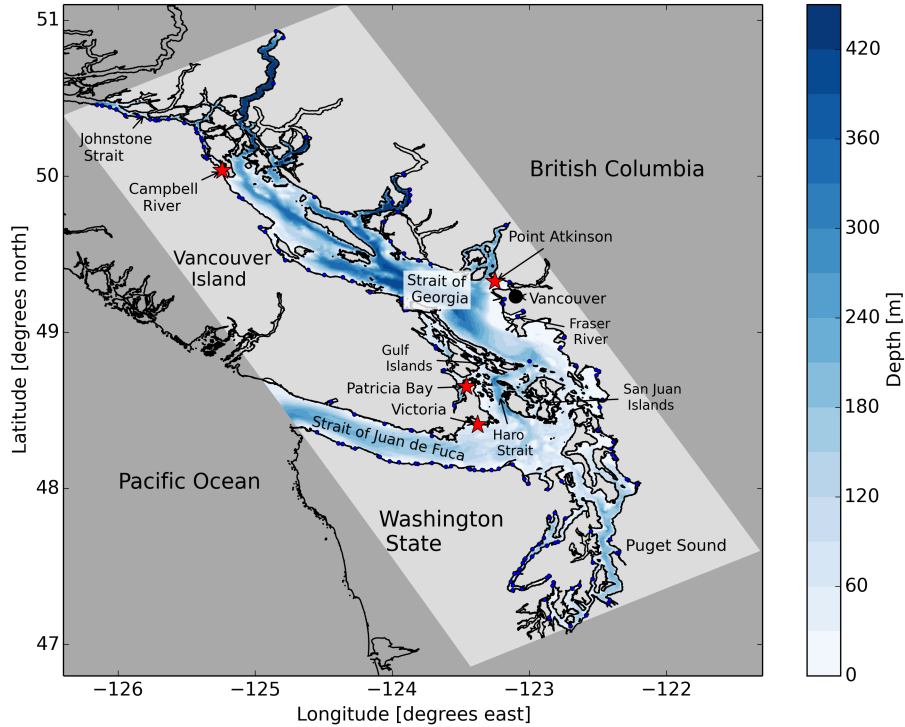 51
50
49
48
47
Latitude [degrees north]
−126
−125
−124
−123
−122
Longitude [degrees east]
Johnstone
Strait
Campbell
River
Vancouver
Island
British Columbia
Point Atkinson
Strait of
Georgia
Vancouver
Fraser
River
Gulf
Islands
Patricia Bay
Victoria
San Juan
Islands
Haro
Strait
Strait of Juan de Fuca
Pacific Ocean
Washington
State
Puget Sound
420
360
300
240
180
120
60
0
Depth [m]